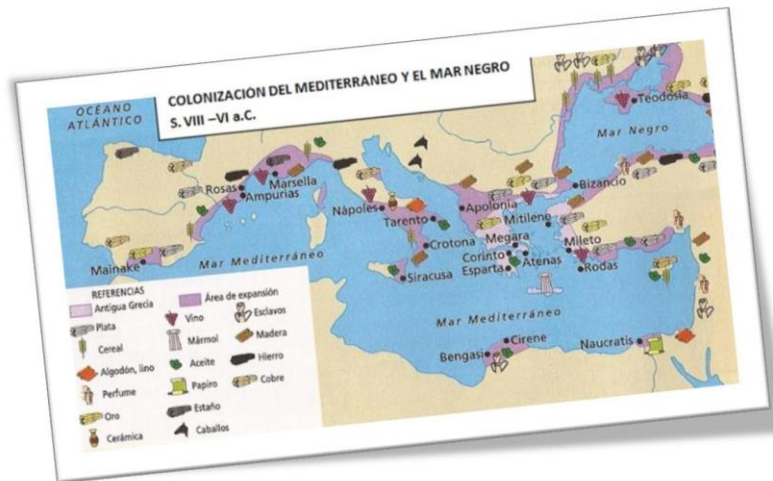 COLONIZACIÓN DEL MEDITERRANEO Y EL MAR NEGRO
S. VIII –VI a.C.
OCÉANO
ATLÁNTICO
Teodosia
Mar Negro
Rosas
Marsella
Ampurias
Bizancio
Nápoles
Apolonia
Tarento
Mitilene
Mainake
Mar Mediterráneo
Crotona
Megara
Mileto
Corinto
Atenas
Esparta
Rodas
Siracusa
Mar Mediterráneo
Cirene
Bengasi
Naucratis
REFERENCIAS
Antigua Grecia
Área de expansión
Plata
Vino
Esclavos
Cereal
Mármol
Madera
Algodón, lino
Aceite
Hierro
Perfume
Papiro
Cobre
Oro
Estaño
Cerámica
Caballos